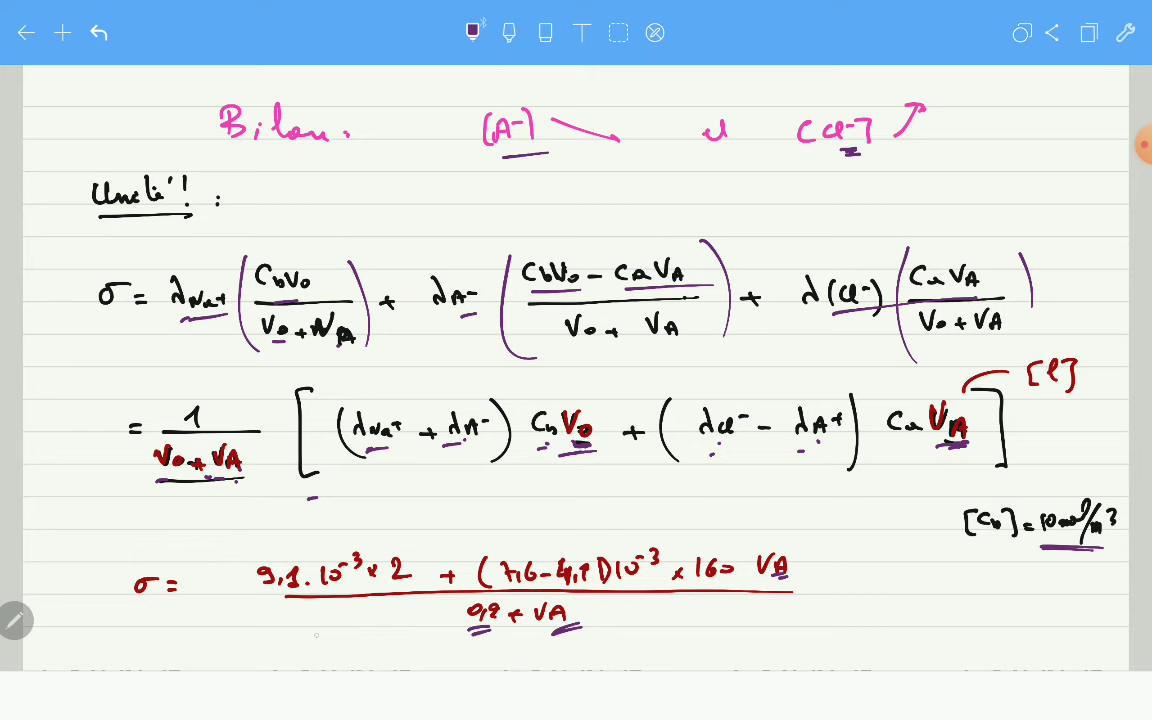 Bilan : [A-] et [Cl-]
Unité ! :
σ = λNa+ (CbV0 / V0 + VA) + λA- (CbV0 - CaVA / V0 + VA) + λ(Cl-) (CaVA / V0 + VA)
[l]
= 1 / V0 + VA [ (λNa+ + λA-) CbV0 + (λCl- - λA+) CaVA ]
[Cb] = 10 mol/m3
σ = 9,1.10-3 × 2 + (7,6 - 4,1)10-3 × 160 VA / 0,2 + VA